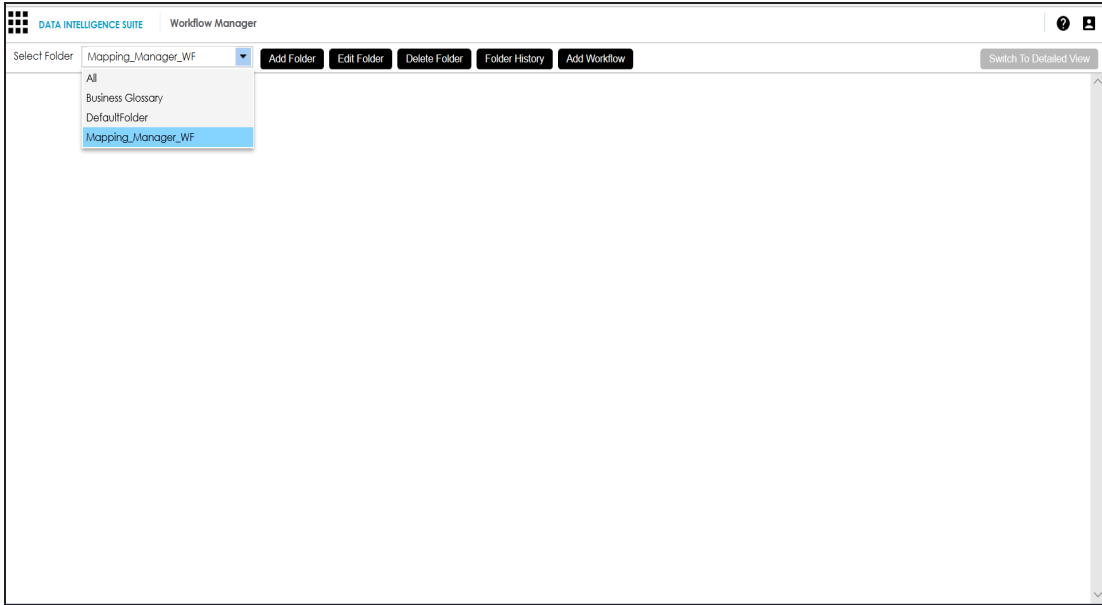 DATA INTELLIGENCE SUITE Workflow Manager
Select Folder Mapping_Manager_WF Add Folder Edit Folder Delete Folder Folder History Add Workflow Switch To Detailed View
All
Business Glossary
DefaultFolder
Mapping_Manager_WF